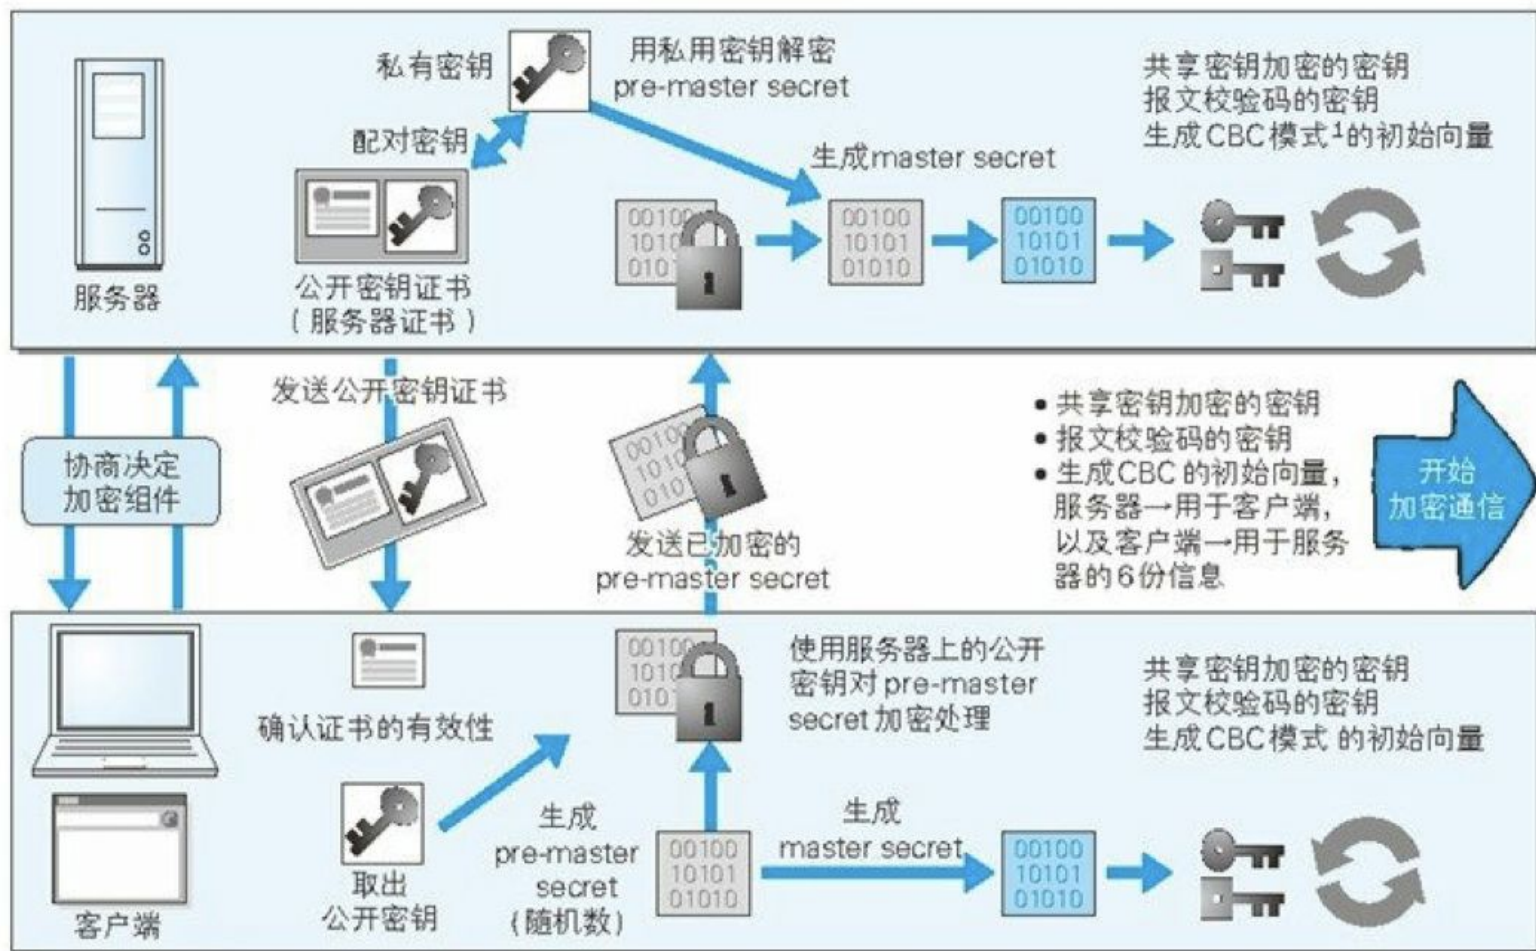 私有密钥
用私用密钥解密
pre-master secret
配对密钥
公开密钥证书
(服务器证书)
服务器
生成master secret
00100
1010
010
00100
10101
01010
00100
10101
01010
共享密钥加密的密钥
报文校验码的密钥
生成CBC模式¹的初始向量
协商决定
加密组件
发送公开密钥证书
00100
1010
010
发送已加密的
pre-master secret
• 共享密钥加密的密钥
• 报文校验码的密钥
• 生成CBC的初始向量,
服务器→用于客户端,
以及客户端→用于服务
器的6份信息
开始
加密通信
客户端
确认证书的有效性
取出
公开密钥
00100
1010
010
使用服务器上的公开
密钥对pre-master
secret加密处理
生成
pre-master
secret
(随机数)
00100
10101
01010
生成
master secret
00100
10101
01010
共享密钥加密的密钥
报文校验码的密钥
生成CBC模式 的初始向量